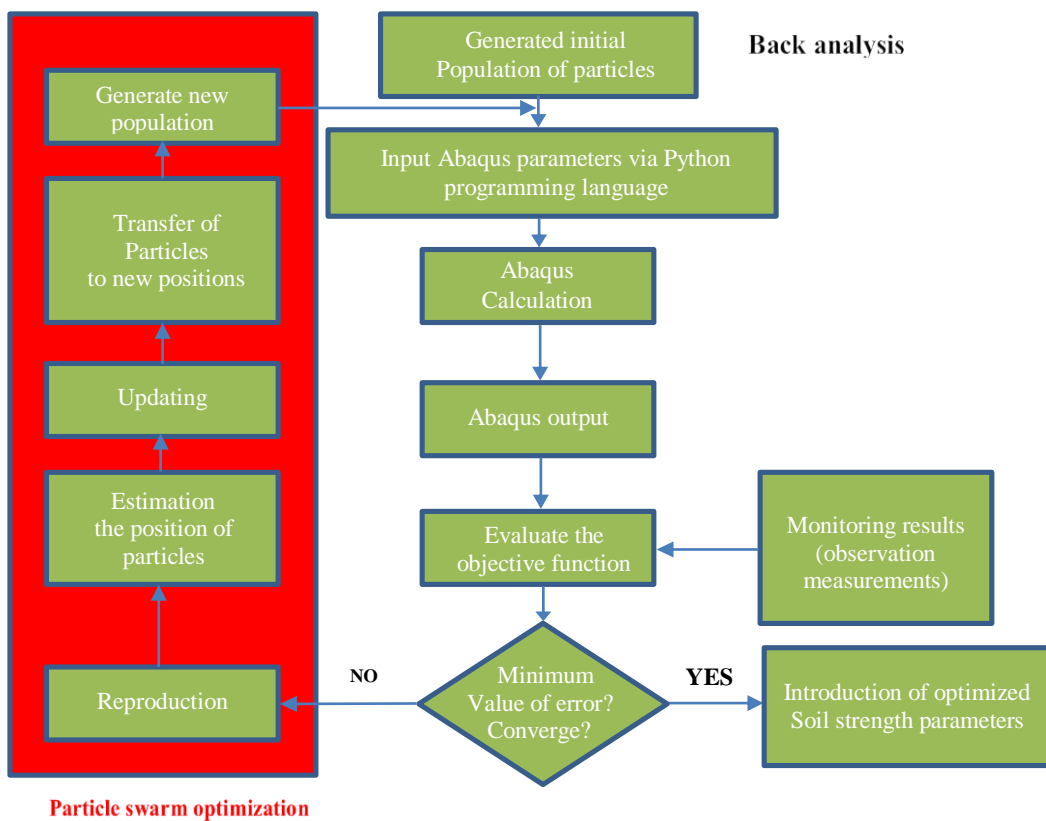 Generated initial
Population of particles
Back analysis
Generate new
population
Input Abaqus parameters via Python
programming language
Transfer of
Particles
to new positions
Abaqus
Calculation
Updating
Abaqus output
Estimation
the position of
particles
Evaluate the
objective function
Monitoring results
(observation
measurements)
Reproduction
NO
Minimum
Value of error?
Converge?
YES
Introduction of optimized
Soil strength parameters
Particle swarm optimization